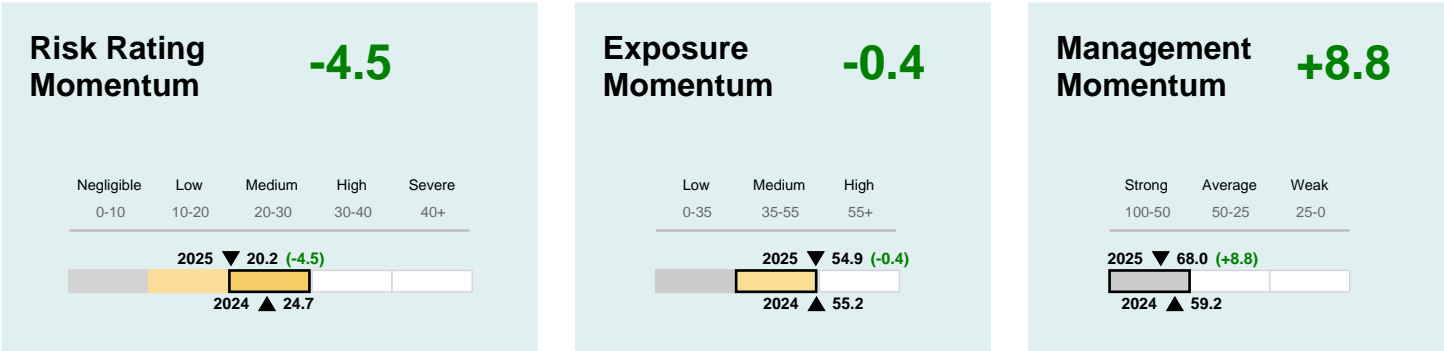 Risk Rating
Momentum
-4.5
Negligible Low Medium High Severe
0-10 10-20 20-30 30-40 40+
2025 ▼ 20.2 (-4.5)
2024 ▲ 24.7
Exposure
Momentum
-0.4
Low Medium High
0-35 35-55 55+
2025 ▼ 54.9 (-0.4)
2024 ▲ 55.2
Management
Momentum
+8.8
Strong Average Weak
100-50 50-25 25-0
2025 ▼ 68.0 (+8.8)
2024 ▲ 59.2